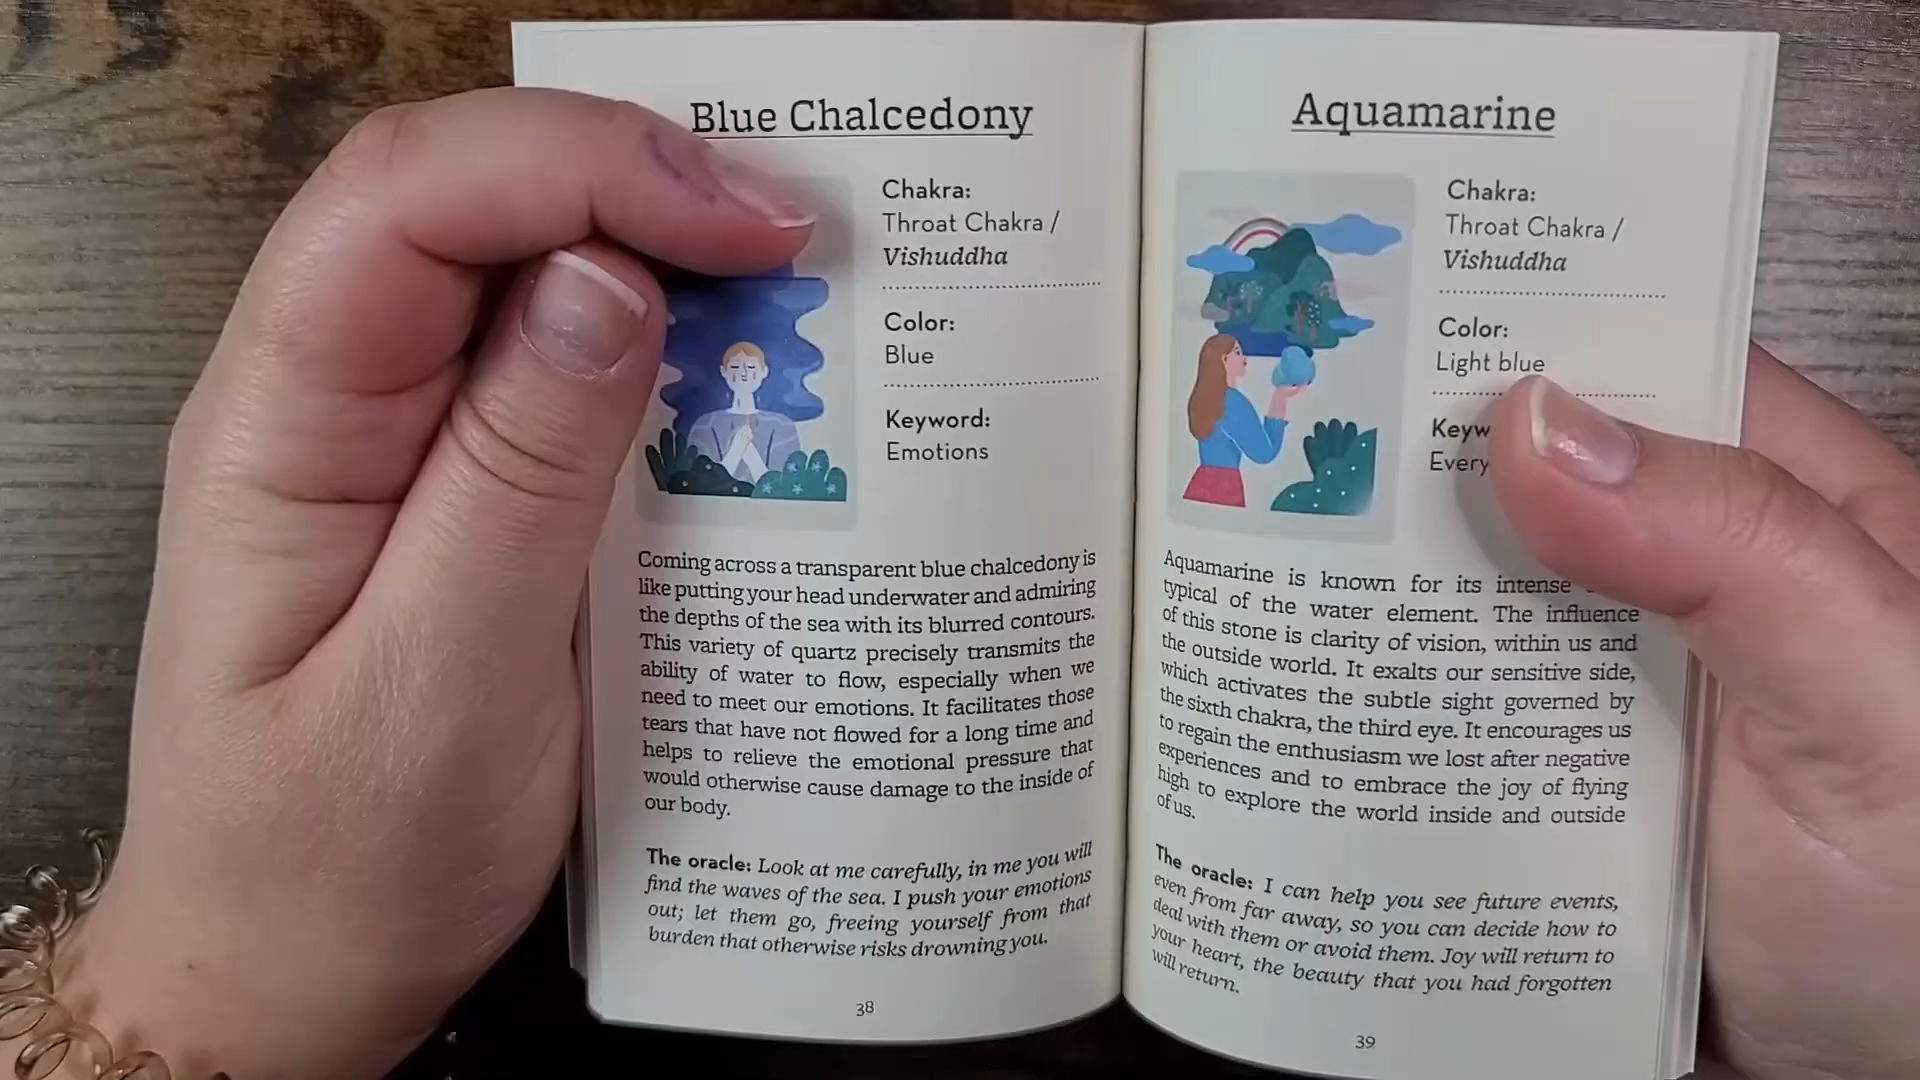 Blue Chalcedony
Chakra:
Throat Chakra /
Vishuddha
Color:
Blue
Keyword:
Emotions
Coming across a transparent blue chalcedony is
like putting your head underwater and admiring
the depths of the sea with its blurred contours.
This variety of quartz precisely transmits the
ability of water to flow, especially when we
need to meet our emotions. It facilitates those
tears that have not flowed for a long time and
helps to relieve the emotional pressure that
would otherwise cause damage to the inside of
our body.
The oracle: Look at me carefully, in me you will
find the waves of the sea. I push your emotions
out; let them go, freeing yourself from that
burden that otherwise risks drowning you.
38
Aquamarine
Chakra:
Throat Chakra /
Vishuddha
Color:
Light blue
Aquamarine is known for its intense
typical of the water element. The influence
of this stone is clarity of vision, within us and
the outside world. It exalts our sensitive side,
which activates the subtle sight governed by
the sixth chakra, the third eye. It encourages us
to regain the enthusiasm we lost after negative
experiences and to embrace the joy of flying
high to explore the world inside and outside
of us.
The oracle: I can help you see future events,
even from far away, so you can decide how to
deal with them or avoid them. Joy will return to
your heart, the beauty that you had forgotten
will return.
39